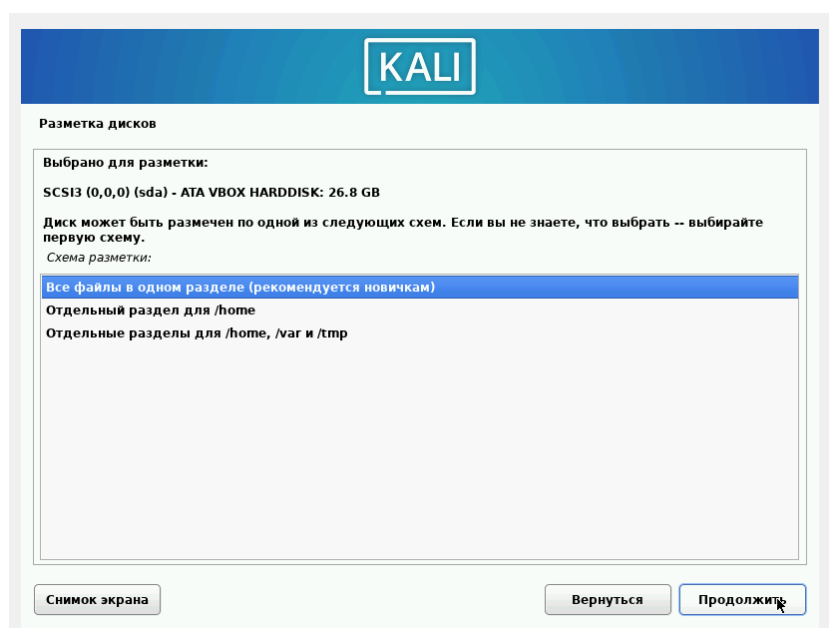 KALI
Разметка дисков
Выбрано для разметки:
SCSI3 (0,0,0) (sda) - ATA VBOX HARDDISK: 26.8 GB
Диск может быть размечен по одной из следующих схем. Если вы не знаете, что выбрать -- выбирайте
первую схему.
Схема разметки:
Все файлы в одном разделе (рекомендуется новичкам)
Отдельный раздел для /home
Отдельные разделы для /home, /var и /tmp
Снимок экрана
Вернуться
Продолжить